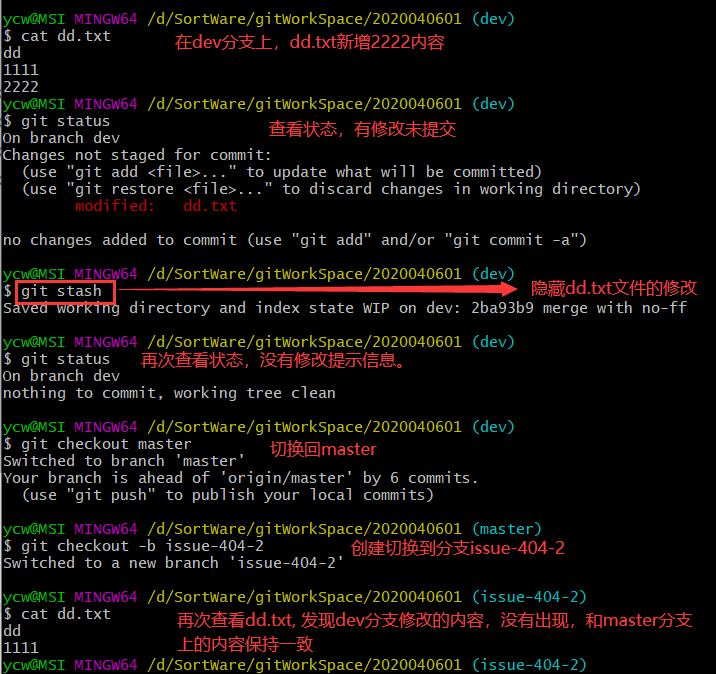 ycw@MSI MINGW64 /d/SortWare/gitWorkSpace/2020040601 (dev)
$ cat dd.txt
在dev分支上，dd.txt新增2222内容
dd
1111
2222
ycw@MSI MINGW64 /d/SortWare/gitWorkSpace/2020040601 (dev)
$ git status
查看状态，有修改未提交
On branch dev
Changes not staged for commit:
(use "git add <file>..." to update what will be committed)
(use "git restore <file>..." to discard changes in working directory)
modified: dd.txt
no changes added to commit (use "git add" and/or "git commit -a")
ycw@MSI MINGW64 /d/SortWare/gitWorkSpace/2020040601 (dev)
$ git stash
隐藏dd.txt文件的修改
Saved working directory and index state WIP on dev: 2ba93b9 merge with no-ff
ycw@MSI MINGW64 /d/SortWare/gitWorkSpace/2020040601 (dev)
$ git status
再次查看状态，没有修改提示信息。
On branch dev
nothing to commit, working tree clean
ycw@MSI MINGW64 /d/SortWare/gitWorkSpace/2020040601 (dev)
$ git checkout master
切换回master
Switched to branch 'master'
Your branch is ahead of 'origin/master' by 6 commits.
(use "git push" to publish your local commits)
ycw@MSI MINGW64 /d/SortWare/gitWorkSpace/2020040601 (master)
$ git checkout -b issue-404-2
创建切换到分支issue-404-2
Switched to a new branch 'issue-404-2'
ycw@MSI MINGW64 /d/SortWare/gitWorkSpace/2020040601 (issue-404-2)
$ cat dd.txt
再次查看dd.txt, 发现dev分支修改的内容，没有出现，和master分支
上的内容保持一致
dd
1111
ycw@MSI MINGW64 /d/SortWare/gitWorkSpace/2020040601 (issue-404-2)